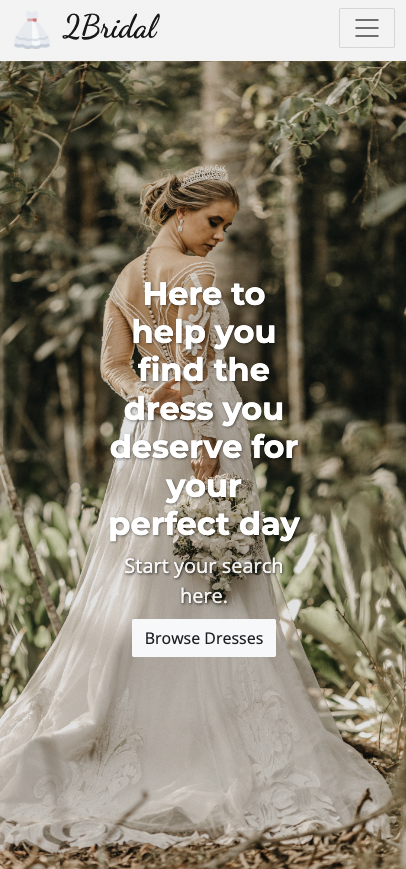 2Bridal
Here to
help you
find the
dress you
deserve for
your
perfect day
Start your search
here.
Browse Dresses